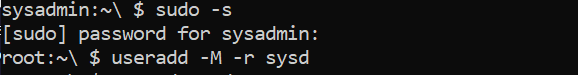 sysadmin:~\ $ sudo -s
[sudo] password for sysadmin:
root:~\ $ useradd -M -r sysd